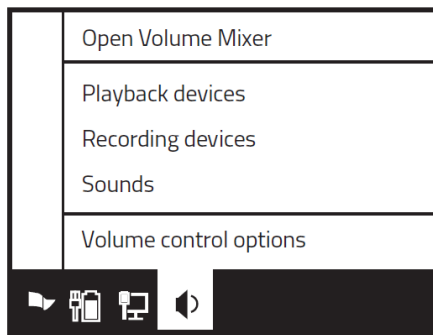 Open Volume Mixer
Playback devices
Recording devices
Sounds
Volume control options